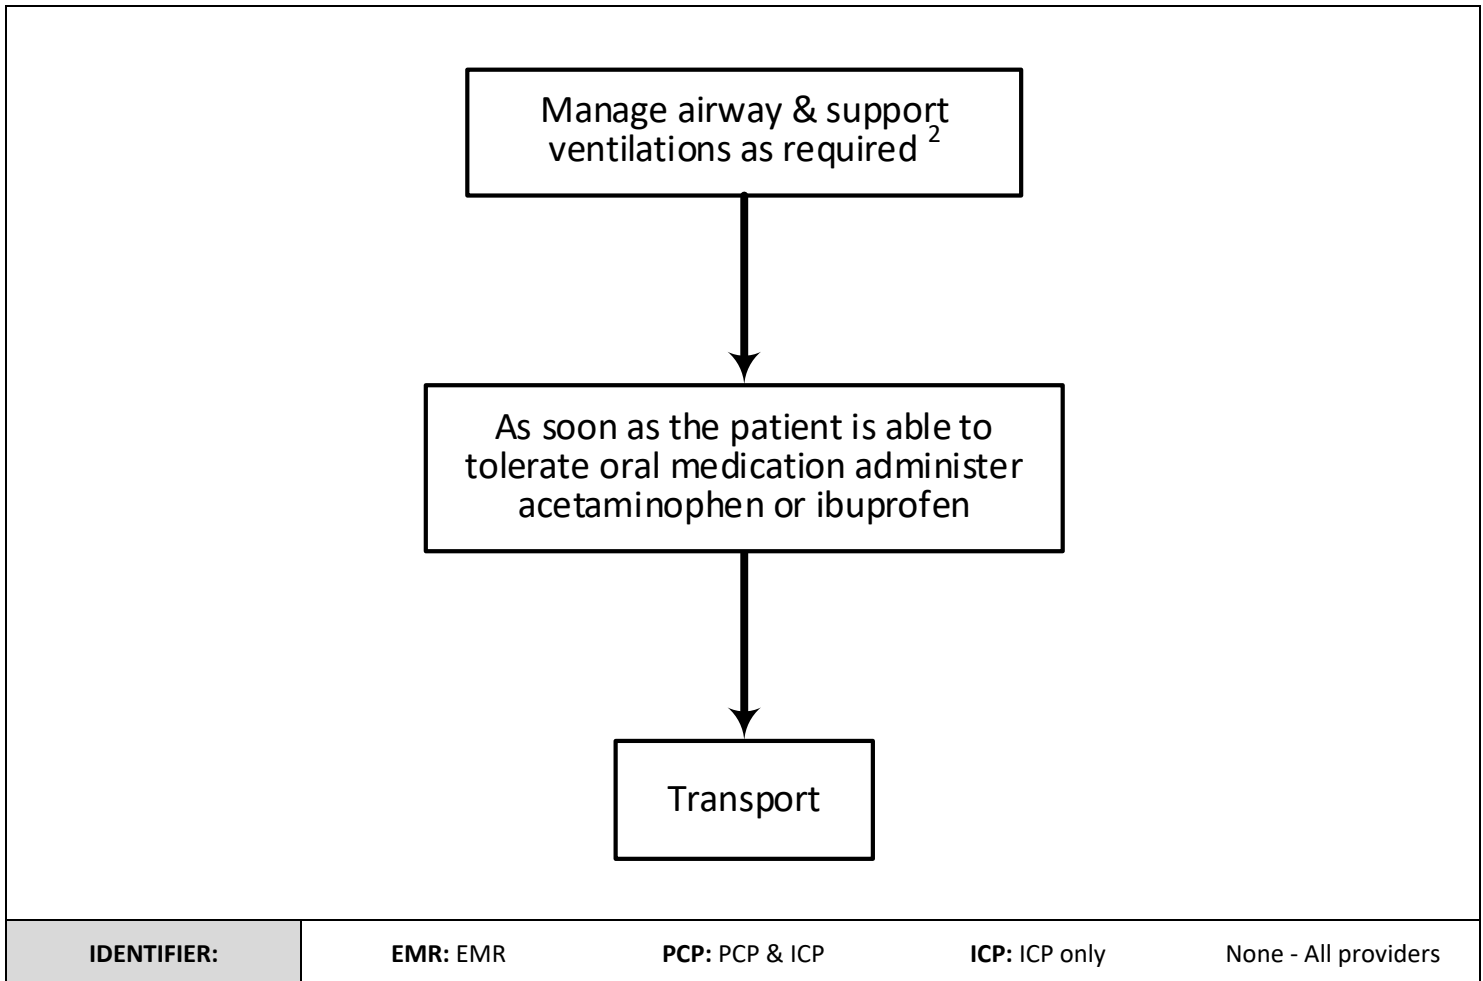 Manage airway & support
ventilations as required 2
As soon as the patient is able to
tolerate oral medication administer
acetaminophen or ibuprofen
Transport
IDENTIFIER: EMR: EMR PCP: PCP & ICP ICP: ICP only None - All providers